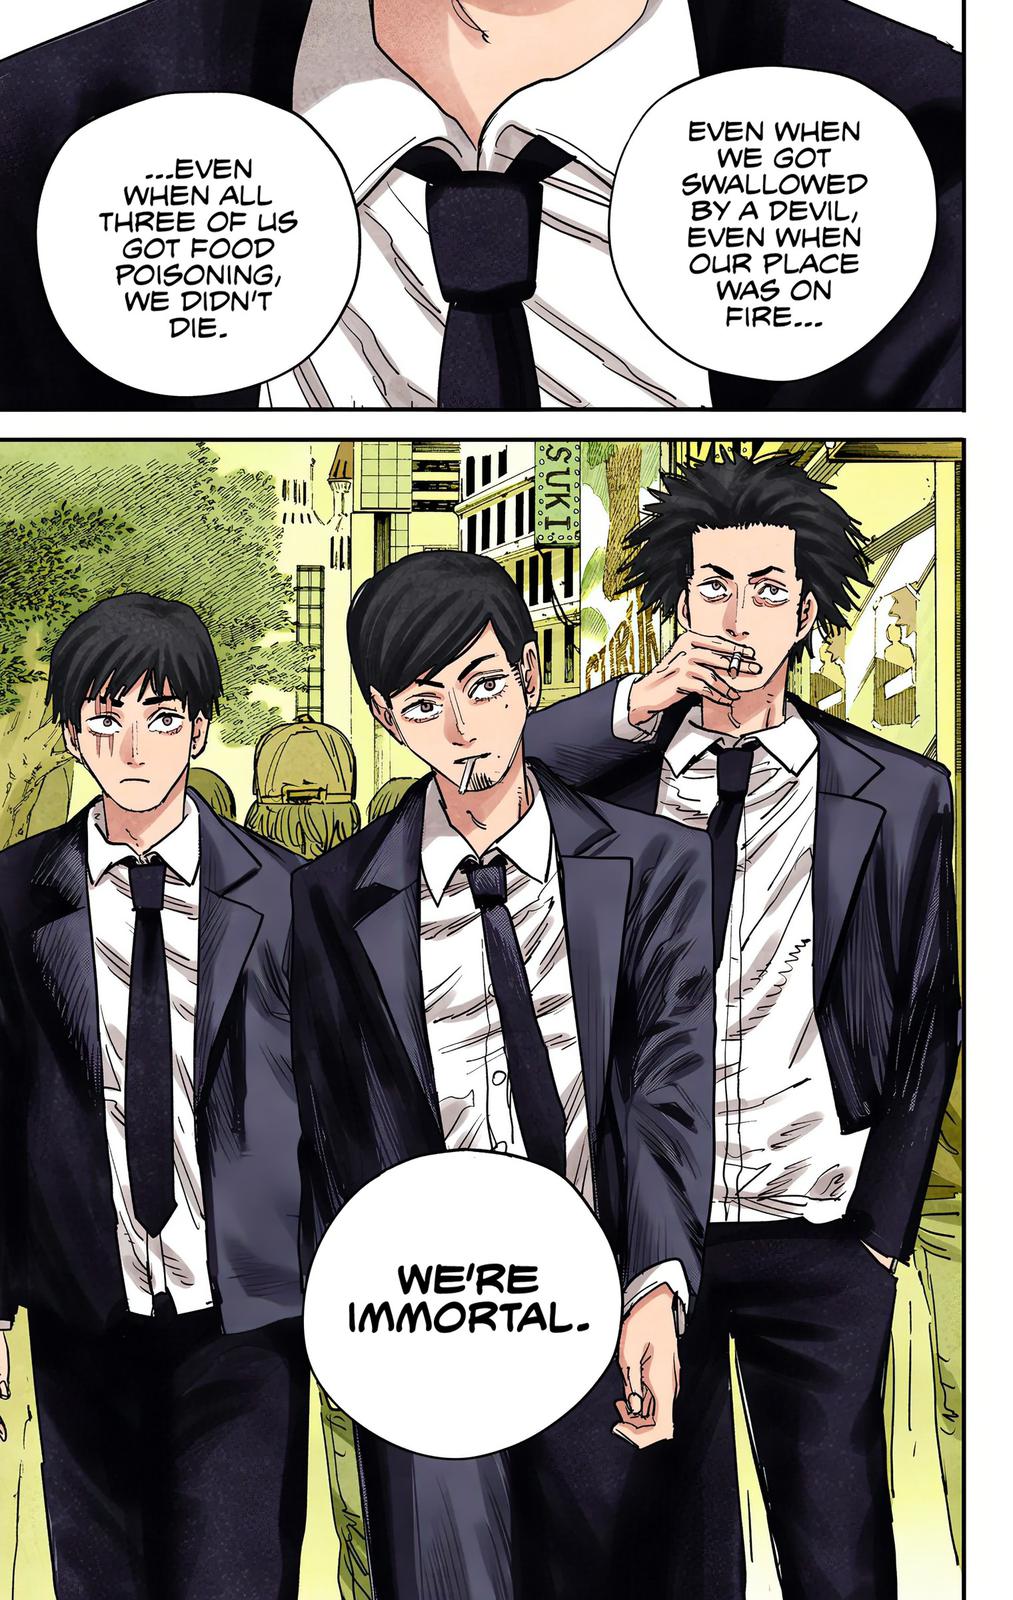 EVEN WHEN
WE GOT
SWALLOWED
BY A DEVIL,
EVEN WHEN
OUR PLACE
WAS ON
FIRE...
...EVEN
WHEN ALL
THREE OF US
GOT FOOD
POISONING,
WE DIDN'T
DIE.
SUKI
WE'RE
IMMORTAL.